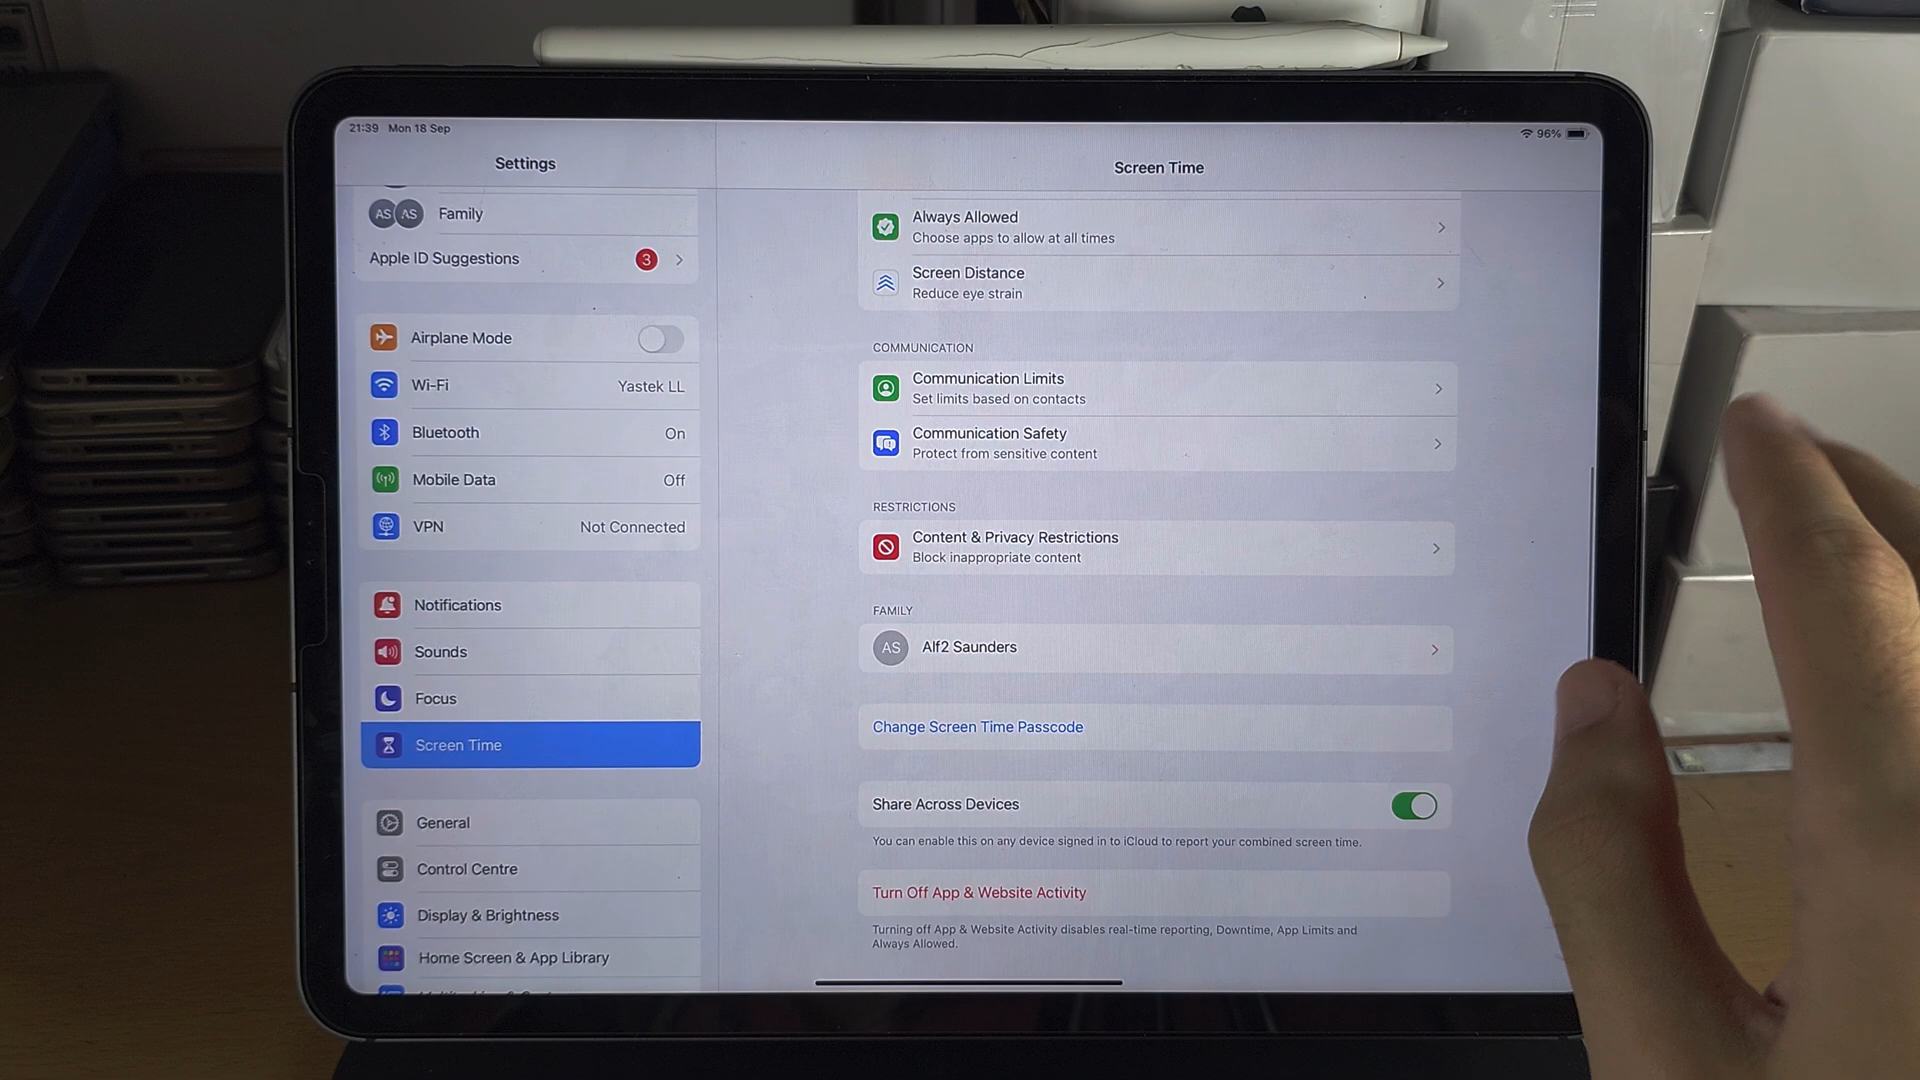 21:39 Mon 18 Sep
96%
Settings
AS AS Family
Apple ID Suggestions 3
Airplane Mode
Wi-Fi Yastek LL
Bluetooth On
Mobile Data Off
VPN Not Connected
Notifications
Sounds
Focus
Screen Time
General
Control Centre
Display & Brightness
Home Screen & App Library
Screen Time
Always Allowed
Choose apps to allow at all times
Screen Distance
Reduce eye strain
COMMUNICATION
Communication Limits
Set limits based on contacts
Communication Safety
Protect from sensitive content
RESTRICTIONS
Content & Privacy Restrictions
Block inappropriate content
FAMILY
AS Alf2 Saunders
Change Screen Time Passcode
Share Across Devices
You can enable this on any device signed in to iCloud to report your combined screen time.
Turn Off App & Website Activity
Turning off App & Website Activity disables real-time reporting, Downtime, App Limits and
Always Allowed.